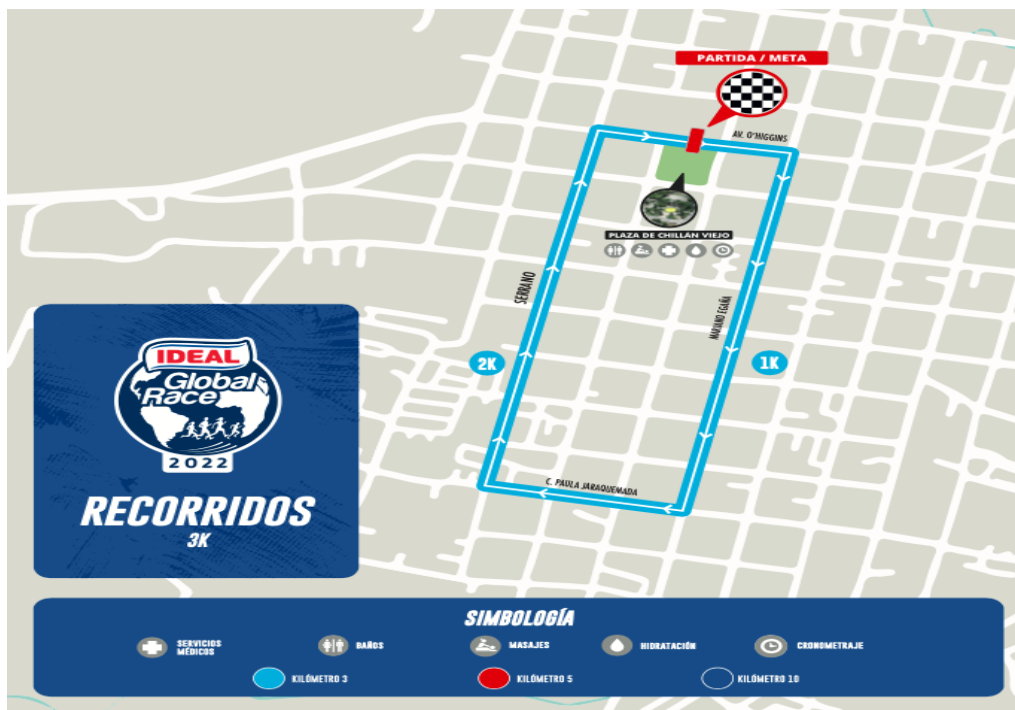 PARTIDA / META
AV. O'HIGGINS
PLAZA DE CHILLÁN VIEJO
SERRANO
MARIANO EGAÑA
2K
1K
C. PAULA JARAQUEMADA
IDEAL
Global
Race
2022
RECORRIDOS
3K
SIMBOLOGÍA
SERVICIOS
MÉDICOS
BAÑOS
MASAJES
HIDRATACIÓN
CRONOMETRAJE
KILÓMETRO 3
KILÓMETRO 5
KILÓMETRO 10